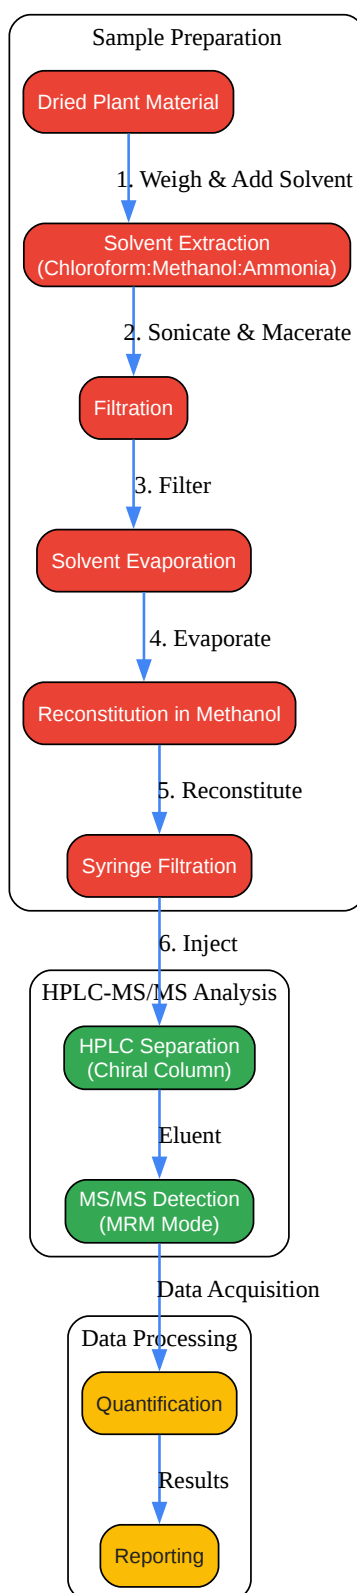 Sample Preparation
Dried Plant Material
1. Weigh & Add Solvent
Solvent Extraction
(Chloroform:Methanol:Ammonia)
2. Sonicate & Macerate
Filtration
3. Filter
Solvent Evaporation
4. Evaporate
Reconstitution in Methanol
5. Reconstitute
Syringe Filtration
6. Inject
HPLC-MS/MS Analysis
HPLC Separation
(Chiral Column)
Eluent
MS/MS Detection
(MRM Mode)
Data Acquisition
Data Processing
Quantification
Results
Reporting